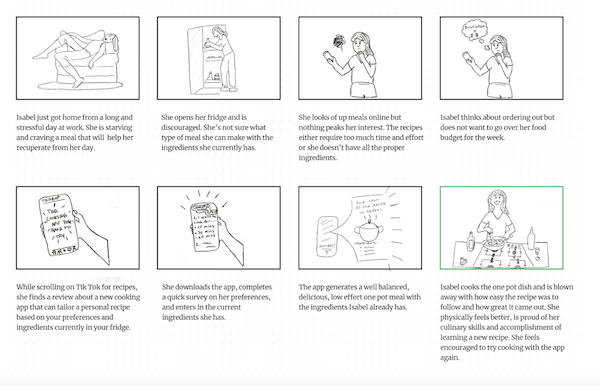 Isabel just got home from a long and
stressful day at work. She is starving
and craving a meal that will help her
recuperate from her day.
She opens her fridge and is
discouraged. She's not sure what
type of meal she can make with the
ingredients she currently has.
She looks of up meals online but
nothing peaks her interest. The recipes
either require too much time and effort
or she doesn't have all the proper
ingredients.
Isabel thinks about ordering out but
does not want to go over her food
budget for the week.
THIS
COOKING
APP
TO
TRY
While scrolling on Tik Tok for recipes,
she finds a review about a new cooking
app that can tailor a personal recipe
based on your preferences and
ingredients currently in your fridge.
She downloads the app, completes
a quick survey on her preferences,
and enters in the current
ingredients she has.
The app generates a well balanced,
delicious, low effort one pot meal with
the ingredients Isabel already has.
Isabel cooks the one pot dish and is blown
away with how easy the recipe was to
follow and how great it came out. She
physically feels better, is proud of her
culinary skills and accomplishment of
learning a new recipe. She feels
encouraged to try cooking with the app
again.